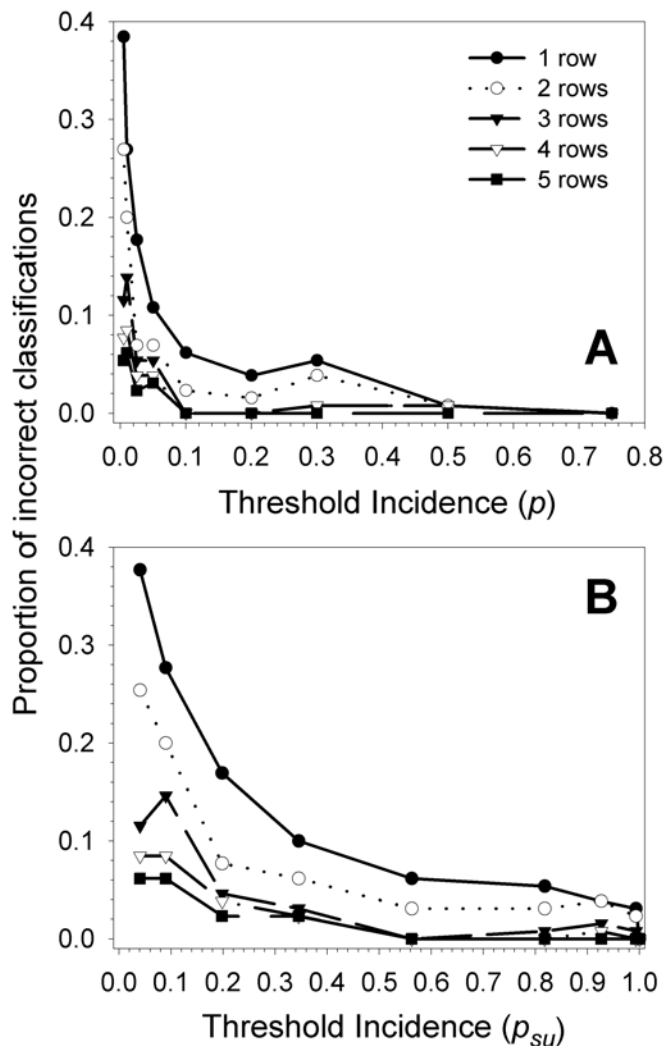 Proportion of incorrect classifications
0.4
0.3
0.2
0.1
0.0
1 row
2 rows
3 rows
4 rows
5 rows
A
0.0 0.1 0.2 0.3 0.4 0.5 0.6 0.7 0.8
Threshold Incidence (p)
0.4
0.3
0.2
0.1
0.0
B
0.0 0.1 0.2 0.3 0.4 0.5 0.6 0.7 0.8 0.9 1.0
Threshold Incidence (p_su)